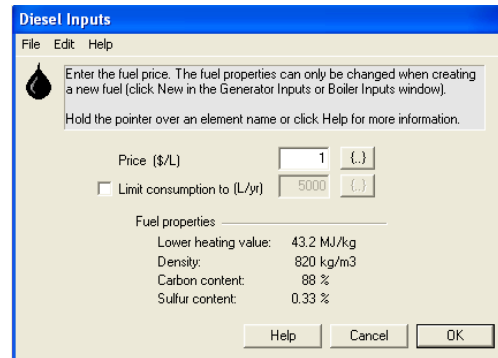 Diesel Inputs
File Edit Help
Enter the fuel price. The fuel properties can only be changed when creating
a new fuel (click New in the Generator Inputs or Boiler Inputs window).
Hold the pointer over an element name or click Help for more information.
Price ($/L) 1 {..}
Limit consumption to (L/yr) 5000 {..}
Fuel properties
Lower heating value: 43.2 MJ/kg
Density: 820 kg/m3
Carbon content: 88 %
Sulfur content: 0.33 %
Help Cancel OK